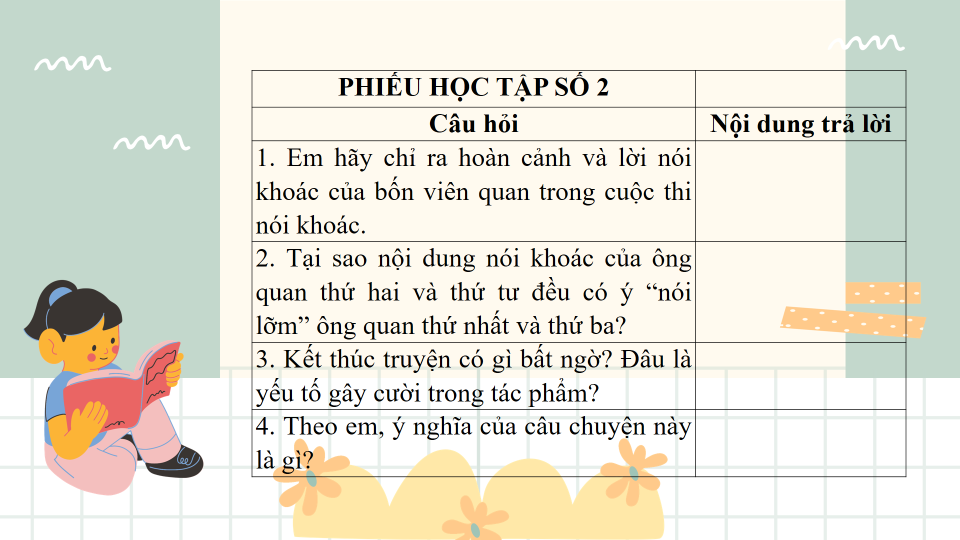 PHIẾU HỌC TẬP SỐ 2
Câu hỏi
Nội dung trả lời
1. Em hãy chỉ ra hoàn cảnh và lời nói
khoác của bốn viên quan trong cuộc thi
nói khoác.
2. Tại sao nội dung nói khoác của ông
quan thứ hai và thứ tư đều có ý “nói
lỡm” ông quan thứ nhất và thứ ba?
3. Kết thúc truyện có gì bất ngờ? Đâu là
yếu tố gây cười trong tác phẩm?
4. Theo em, ý nghĩa của câu chuyện này
là gì?